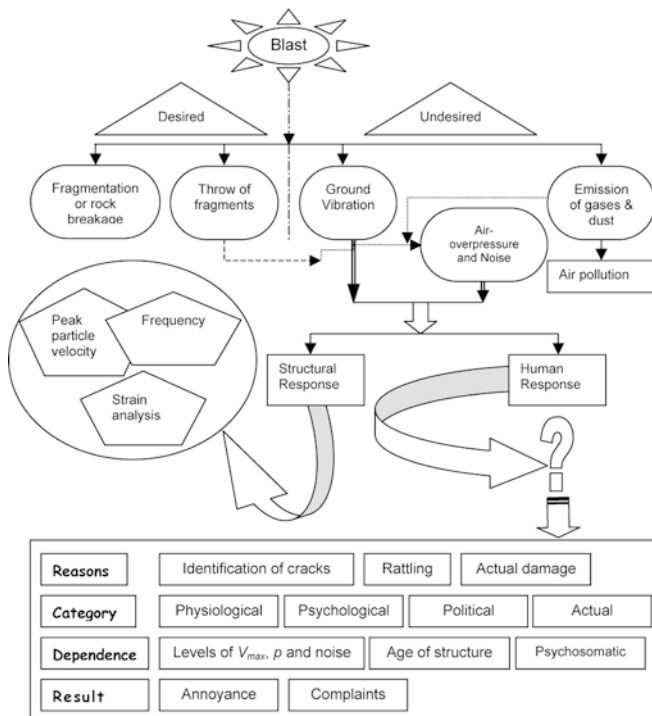 Blast
Desired
Undesired
Fragmentation
or rock
breakage
Throw of
fragments
Ground
Vibration
Emission
of gases &
dust
Air-
overpressure
and Noise
Air pollution
Peak
particle
velocity
Frequency
Strain
analysis
Structural
Response
Human
Response
?
Reasons
Identification of cracks
Rattling
Actual damage
Category
Physiological
Psychological
Political
Actual
Dependence
Levels of Vmax, p and noise
Age of structure
Psychosomatic
Result
Annoyance
Complaints